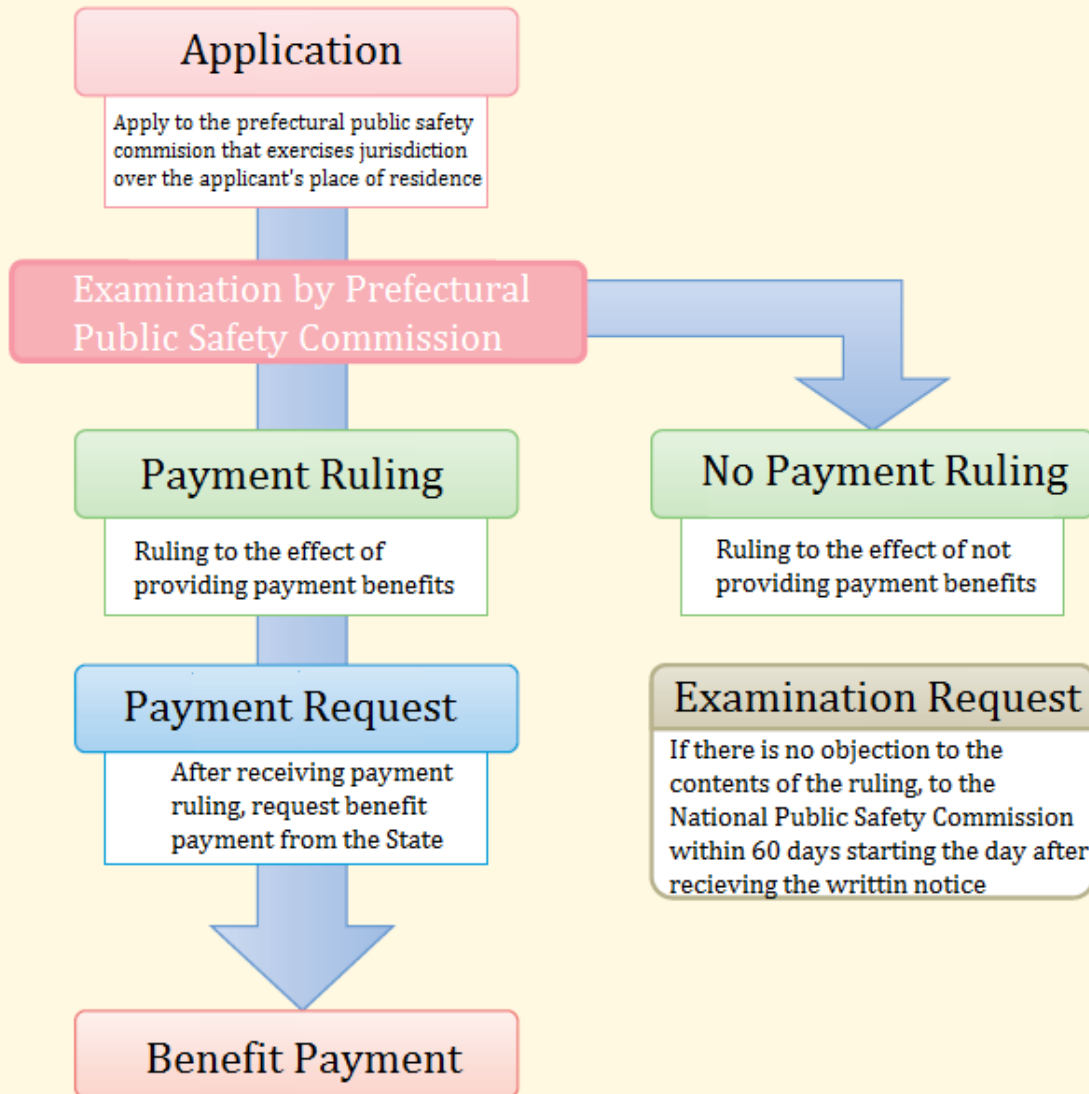 Application
Apply to the prefectural public safety
commision that exercises jurisdiction
over the applicant's place of residence
Examination by Prefectural
Public Safety Commission
Payment Ruling
Ruling to the effect of
providing payment benefits
No Payment Ruling
Ruling to the effect of not
providing payment benefits
Payment Request
After receiving payment
ruling, request benefit
payment from the State
Examination Request
If there is no objection to the
contents of the ruling, to the
National Public Safety Commission
within 60 days starting the day after
recieving the writtin notice
Benefit Payment